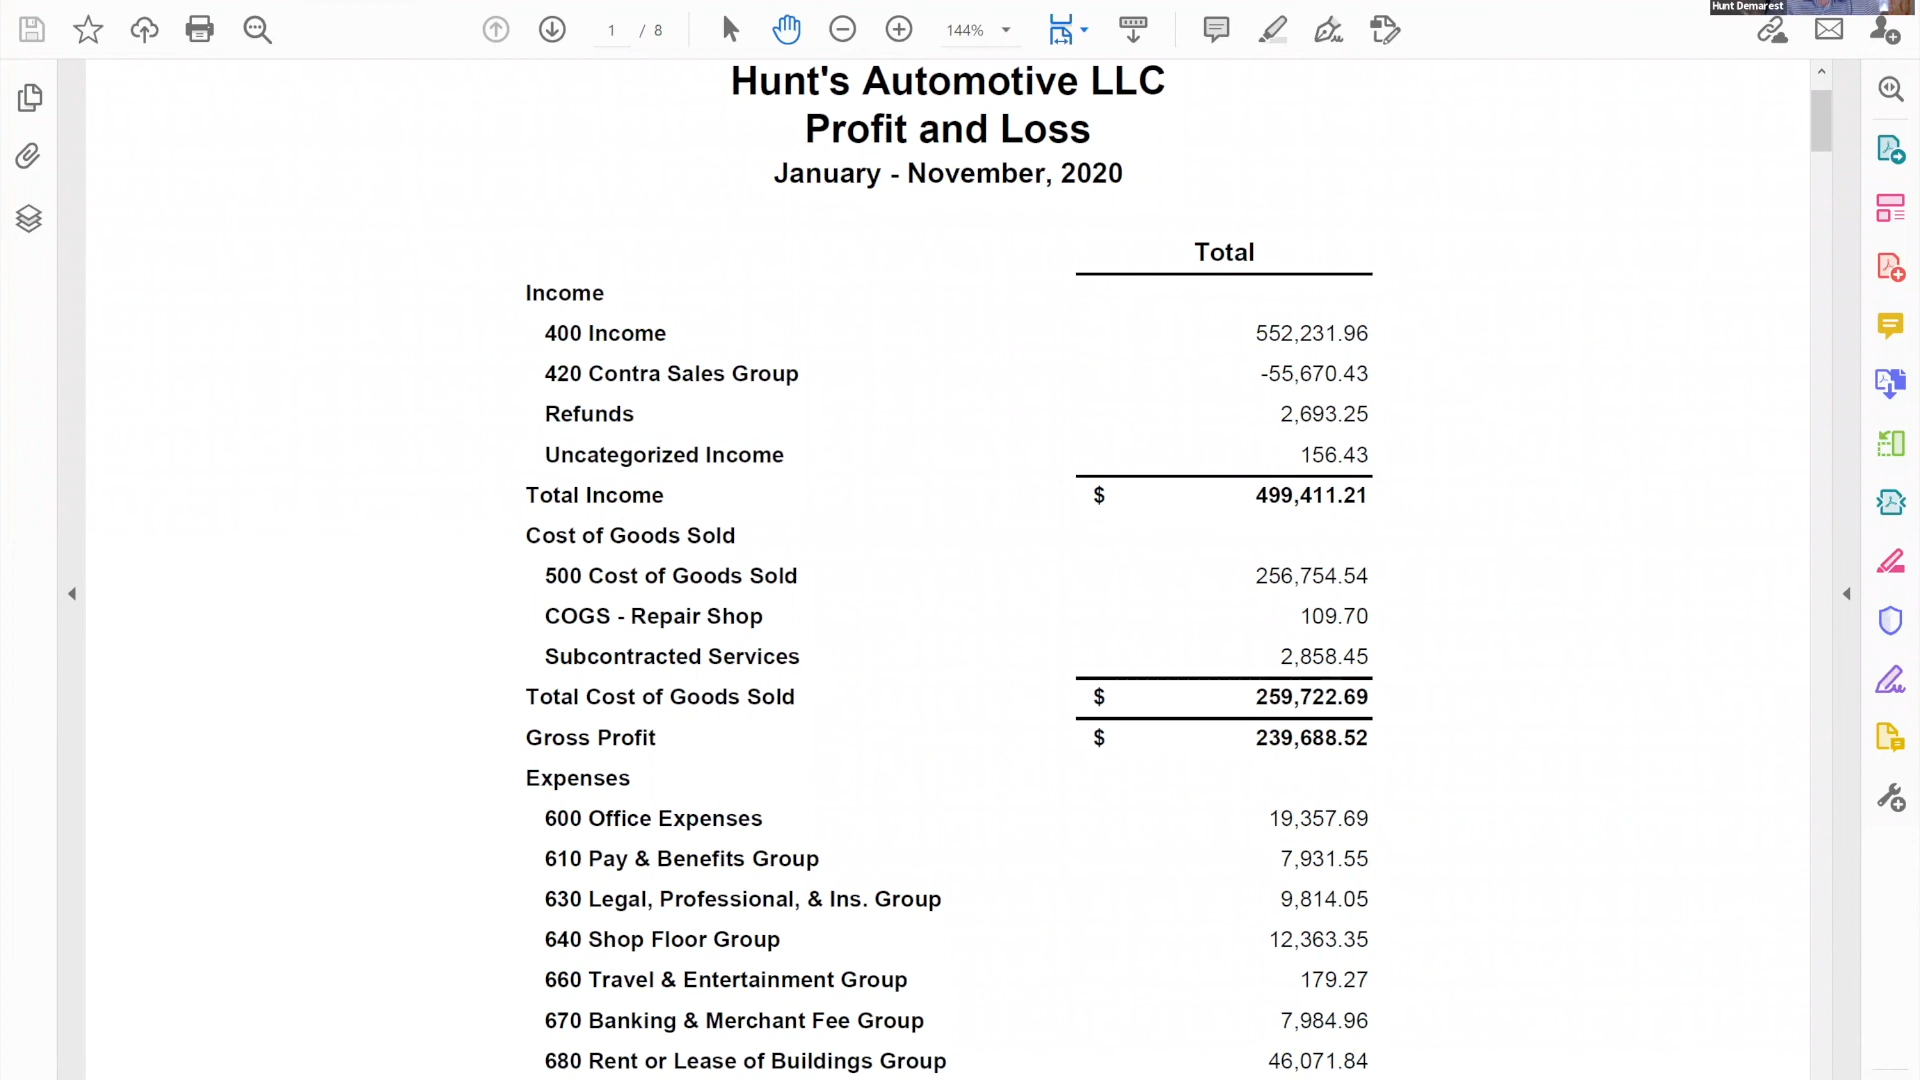 Hunt Demarest
1 / 8
144%
Hunt's Automotive LLC
Profit and Loss
January - November, 2020
Total
Income
400 Income 552,231.96
420 Contra Sales Group -55,670.43
Refunds 2,693.25
Uncategorized Income 156.43
Total Income $ 499,411.21
Cost of Goods Sold
500 Cost of Goods Sold 256,754.54
COGS - Repair Shop 109.70
Subcontracted Services 2,858.45
Total Cost of Goods Sold $ 259,722.69
Gross Profit $ 239,688.52
Expenses
600 Office Expenses 19,357.69
610 Pay & Benefits Group 7,931.55
630 Legal, Professional, & Ins. Group 9,814.05
640 Shop Floor Group 12,363.35
660 Travel & Entertainment Group 179.27
670 Banking & Merchant Fee Group 7,984.96
680 Rent or Lease of Buildings Group 46,071.84